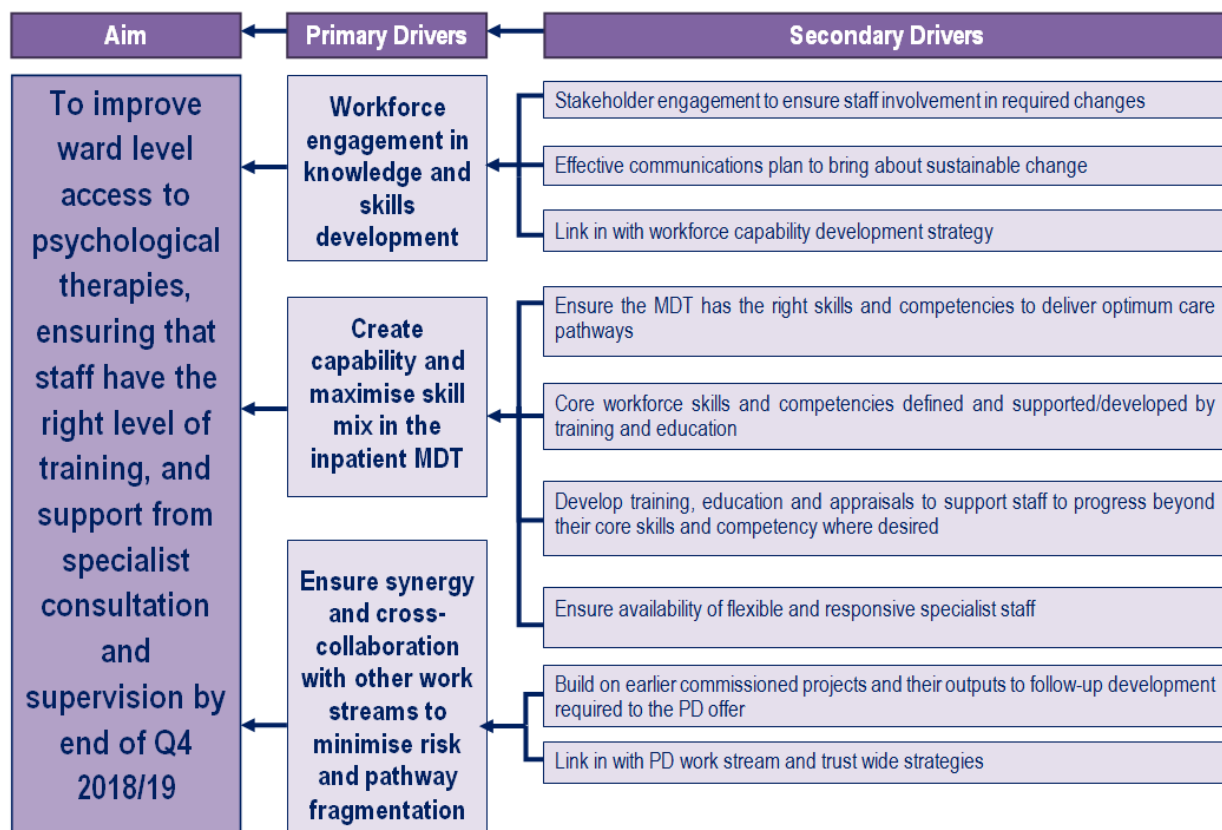 Aim
Primary Drivers
Secondary Drivers
To improve
ward level
access to
psychological
therapies,
ensuring that
staff have the
right level of
training, and
support from
specialist
consultation
and
supervision by
end of Q4
2018/19
Workforce
engagement in
knowledge and
skills
development
Stakeholder engagement to ensure staff involvement in required changes
Effective communications plan to bring about sustainable change
Link in with workforce capability development strategy
Create
capability and
maximise skill
mix in the
inpatient MDT
Ensure the MDT has the right skills and competencies to deliver optimum care
pathways
Core workforce skills and competencies defined and supported/developed by
training and education
Develop training, education and appraisals to support staff to progress beyond
their core skills and competency where desired
Ensure availability of flexible and responsive specialist staff
Ensure synergy
and cross-
collaboration
with other work
streams to
minimise risk
and pathway
fragmentation
Build on earlier commissioned projects and their outputs to follow-up development
required to the PD offer
Link in with PD work stream and trust wide strategies